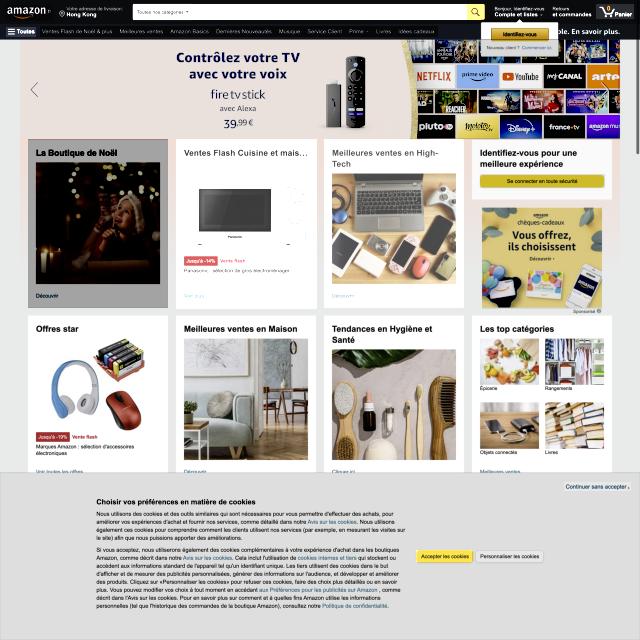 amazon.fr
Votre adresse de livraison:
Hong Kong
Toutes nos catégories
Bonjour, Identifiez-vous
Compte et listes
Retours
et commandes
0
Panier
Toutes
Ventes Flash de Noël & plus
Meilleures ventes
Amazon Basics
Dernières Nouveautés
Musique
Service Client
Prime
Livres
Idées cadeaux
En savoir plus.
Identifiez-vous
Nouveau client ? Commencer ici.
Contrôlez votre TV
avec votre voix
fire tv stick
avec Alexa
39,99 €
NETFLIX
prime video
YouTube
myCANAL
arte
pluto tv
molotov
Disney+
france•tv
amazon mus
La Boutique de Noël
Découvrir
Ventes Flash Cuisine et mais...
Panasonic
Jusqu'à -14%
Vente flash
Panasonic : sélection de gros électroménager
Voir plus
Meilleures ventes en High-
Tech
Découvrir
Identifiez-vous pour une
meilleure expérience
Se connecter en toute sécurité
amazon
chèques-cadeaux
Vous offrez,
ils choisissent
Découvrir ›
amazon
Sponsorisé
Offres star
Jusqu'à -19%
Vente flash
Marques Amazon : sélection d'accessoires
électroniques
Voir toutes les offres
Meilleures ventes en Maison
Découvrir
Tendances en Hygiène et
Santé
Cliquez ici
Les top catégories
Épicerie
Rangements
Objets connectés
Livres
Meilleures ventes
Continuer sans accepter
Choisir vos préférences en matière de cookies
Nous utilisons des cookies et des outils similaires qui sont nécessaires pour vous permettre d'effectuer des achats, pour
améliorer vos expériences d'achat et fournir nos services, comme détaillé dans notre Avis sur les cookies. Nous utilisons
également ces cookies pour comprendre comment les clients utilisent nos services (par exemple, en mesurant les visites sur
le site) afin que nous puissions apporter des améliorations.
Si vous acceptez, nous utiliserons également des cookies complémentaires à votre expérience d'achat dans les boutiques
Amazon, comme décrit dans notre Avis sur les cookies. Cela inclut l'utilisation de cookies internes et tiers qui stockent ou
accèdent aux informations standard de l'appareil tel qu'un identifiant unique. Les tiers utilisent des cookies dans le but
d'afficher et de mesurer des publicités personnalisées, générer des informations sur l'audience, et développer et améliorer
des produits. Cliquez sur «Personnaliser les cookies» pour refuser ces cookies, faire des choix plus détaillés ou en savoir
plus. Vous pouvez modifier vos choix à tout moment en accédant aux Préférences pour les publicités sur Amazon , comme
décrit dans l'Avis sur les cookies. Pour en savoir plus sur comment et à quelles fins Amazon utilise les informations
personnelles (tel que l'historique des commandes de la boutique Amazon), consultez notre Politique de confidentialité.
Accepter les cookies
Personnaliser les cookies